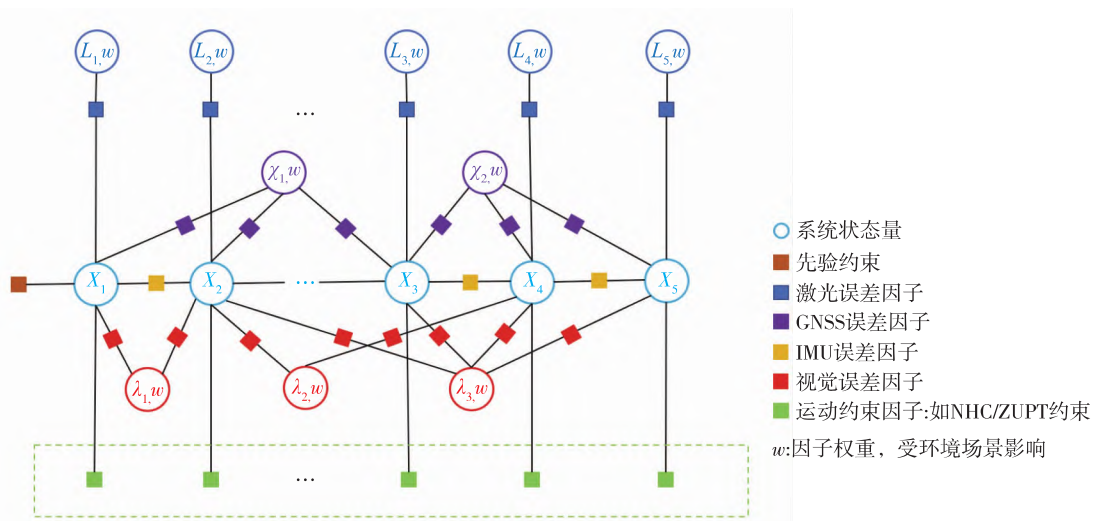 L₁,w L₂,w L₃,w L₄,w L₅,w
...
χ₁,w χ₂,w
X₁ X₂ ... X₃ X₄ X₅
λ₁,w λ₂,w λ₃,w
...
系统状态量
先验约束
激光误差因子
GNSS误差因子
IMU误差因子
视觉误差因子
运动约束因子:如NHC/ZUPT约束
w:因子权重，受环境场景影响